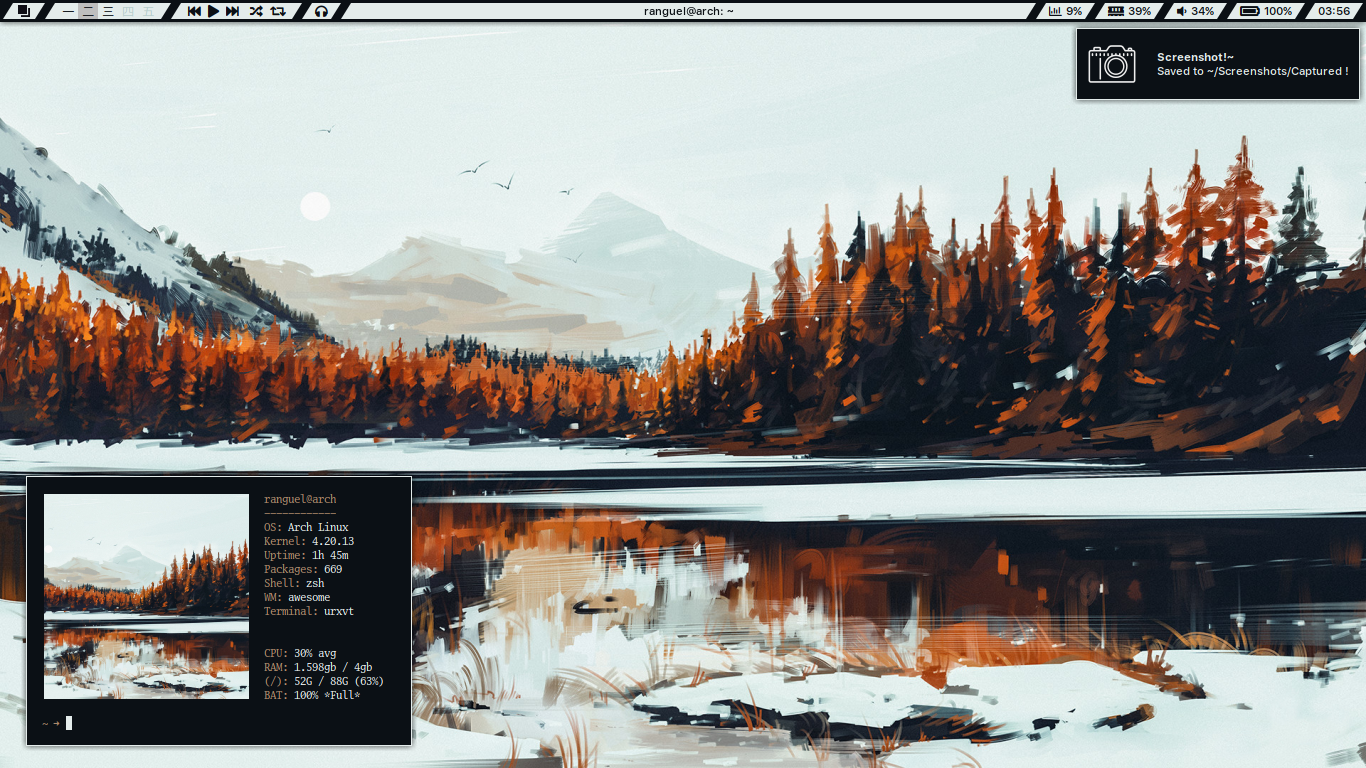 一 二 三 四 五
ranguel@arch: ~
9% 39% 34% 100% 03:56
Screenshot!~
Saved to ~/Screenshots/Captured !
ranguel@arch
------------
OS: Arch Linux
Kernel: 4.20.13
Uptime: 1h 45m
Packages: 669
Shell: zsh
WM: awesome
Terminal: urxvt
CPU: 30% avg
RAM: 1.598gb / 4gb
(/): 52G / 88G (63%)
BAT: 100% *Full*
~ →